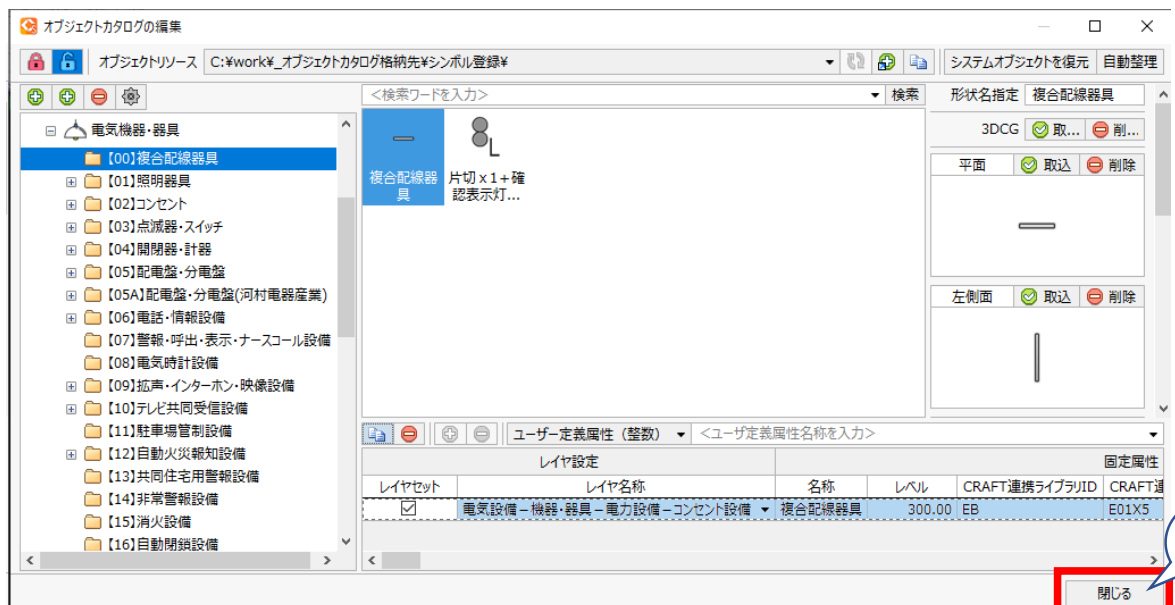 オブジェクトカタログの編集
オブジェクトリソース C:¥work¥_オブジェクトカタログ格納先¥シンボル登録¥ システムオブジェクトを復元 自動整理
<検索ワードを入力> 検索 形状名指定 複合配線器具
3DCG 取... 削...
電気機器・器具
【00】複合配線器具
【01】照明器具
【02】コンセント
【03】点滅器・スイッチ
【04】開閉器・計器
【05】配電盤・分電盤
【05A】配電盤・分電盤(河村電器産業)
【06】電話・情報設備
【07】警報・呼出・表示・ナースコール設備
【08】電気時計設備
【09】拡声・インターホン・映像設備
【10】テレビ共同受信設備
【11】駐車場管制設備
【12】自動火災報知設備
【13】共同住宅用警報設備
【14】非常警報設備
【15】消火設備
【16】自動閉鎖設備
L
複合配線器
具
片切x1+確
認表示灯...
平面 取込 削除
左側面 取込 削除
ユーザー定義属性（整数） <ユーザ定義属性名称を入力>
レイヤ設定 固定属性
レイヤセット レイヤ名称 名称 レベル CRAFT連携ライブラリID CRAFT連
電気設備－機器・器具－電力設備－コンセント設備 複合配線器具 300.00 EB E01X5
閉じる